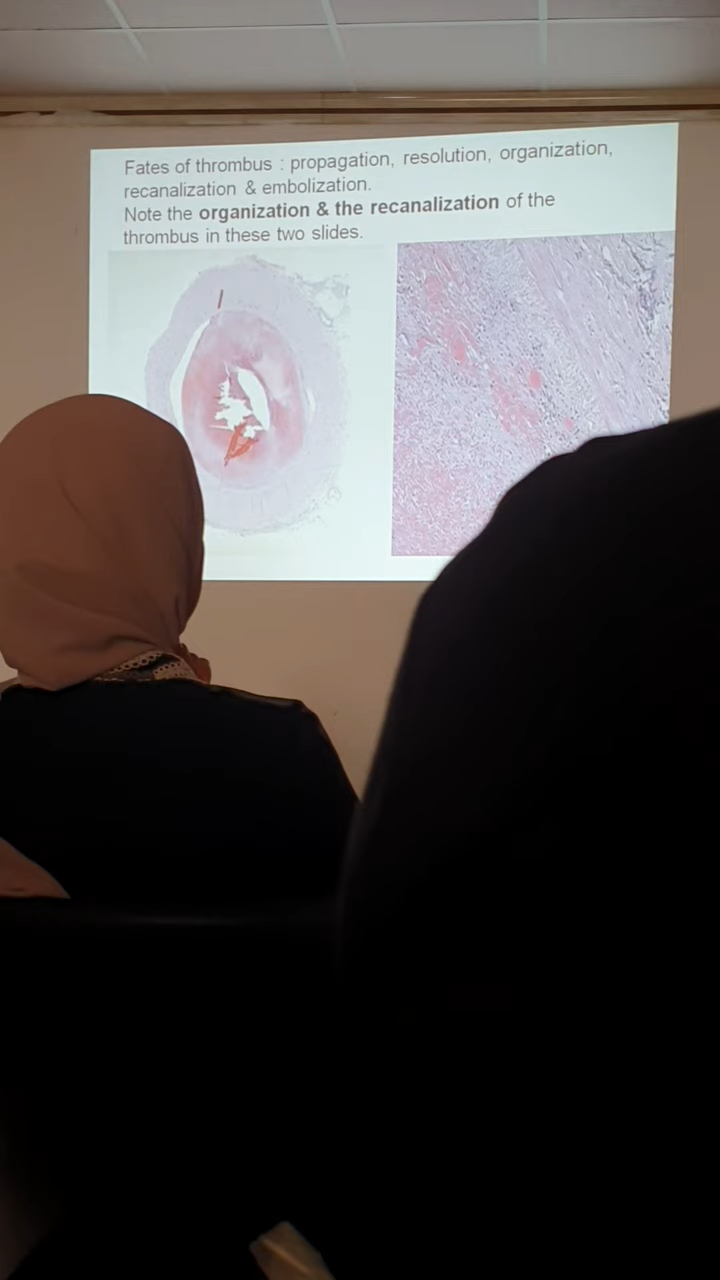 Fates of thrombus : propagation, resolution, organization,
recanalization & embolization.
Note the organization & the recanalization of the
thrombus in these two slides.